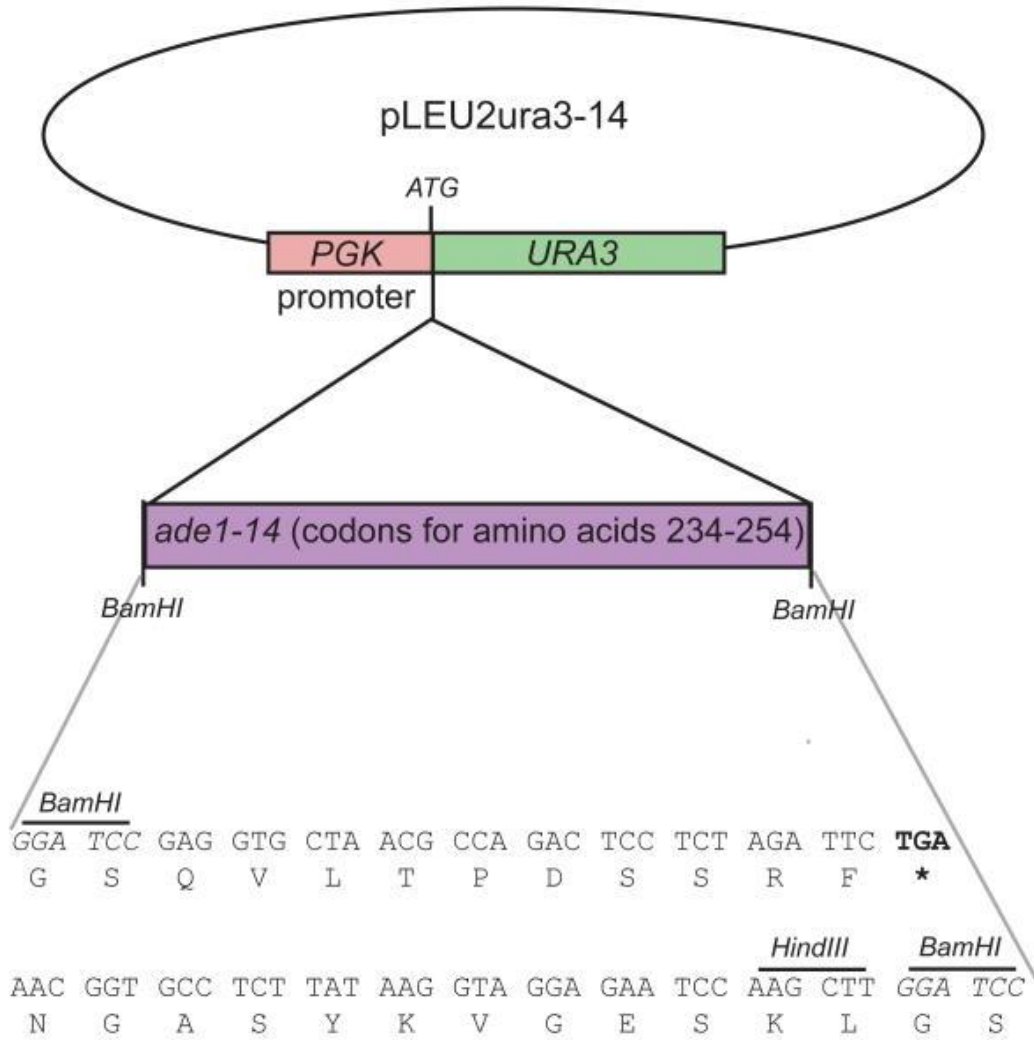 pLEU2ura3-14
ATG
PGK URA3
promoter
ade1-14 (codons for amino acids 234-254)
BamHI BamHI
BamHI
GGA TCC GAG GTG CTA ACG CCA GAC TCC TCT AGA TTC TGA
G S Q V L T P D S S R F *
HindIII BamHI
AAC GGT GCC TCT TAT AAG GTA GGA GAA TCC AAG CTT GGA TCC
N G A S Y K V G E S K L G S